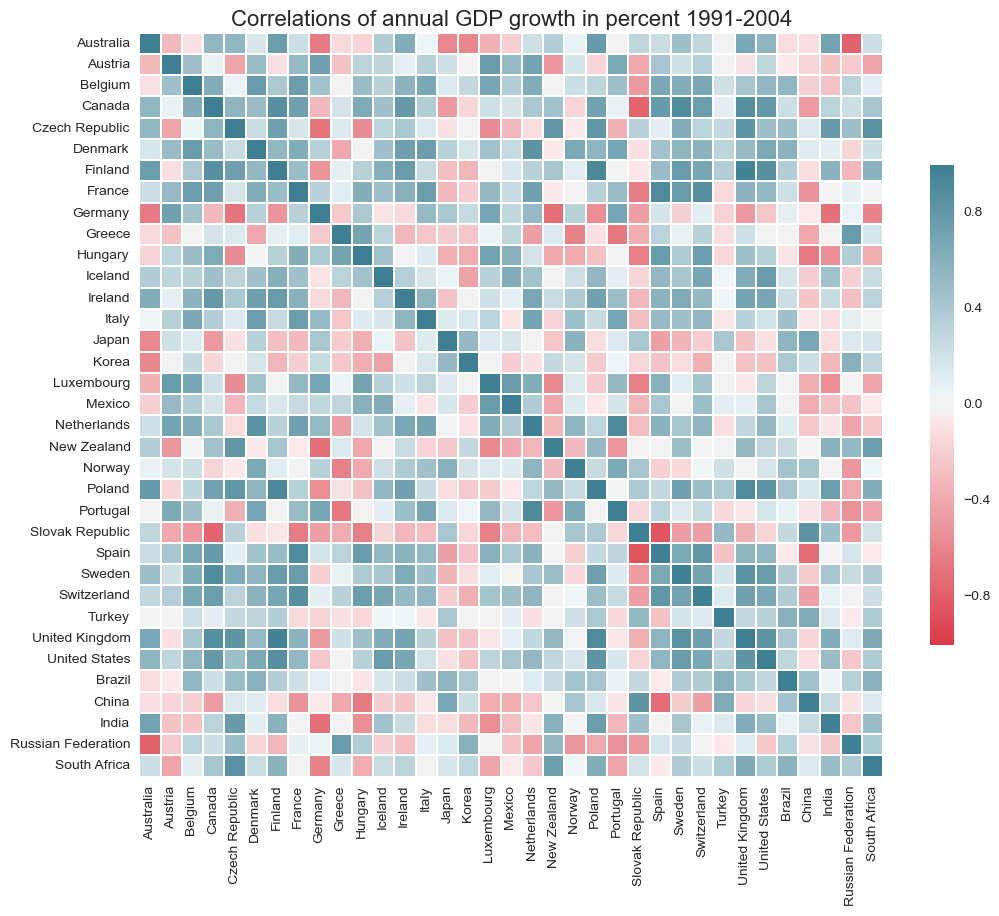 Correlations of annual GDP growth in percent 1991-2004
Australia
Austria
Belgium
Canada
Czech Republic
Denmark
Finland
France
Germany
Greece
Hungary
Iceland
Ireland
Italy
Japan
Korea
Luxembourg
Mexico
Netherlands
New Zealand
Norway
Poland
Portugal
Slovak Republic
Spain
Sweden
Switzerland
Turkey
United Kingdom
United States
Brazil
China
India
Russian Federation
South Africa
Australia
Austria
Belgium
Canada
Czech Republic
Denmark
Finland
France
Germany
Greece
Hungary
Iceland
Ireland
Italy
Japan
Korea
Luxembourg
Mexico
Netherlands
New Zealand
Norway
Poland
Portugal
Slovak Republic
Spain
Sweden
Switzerland
Turkey
United Kingdom
United States
Brazil
China
India
Russian Federation
South Africa
0.8
0.4
0.0
−0.4
−0.8